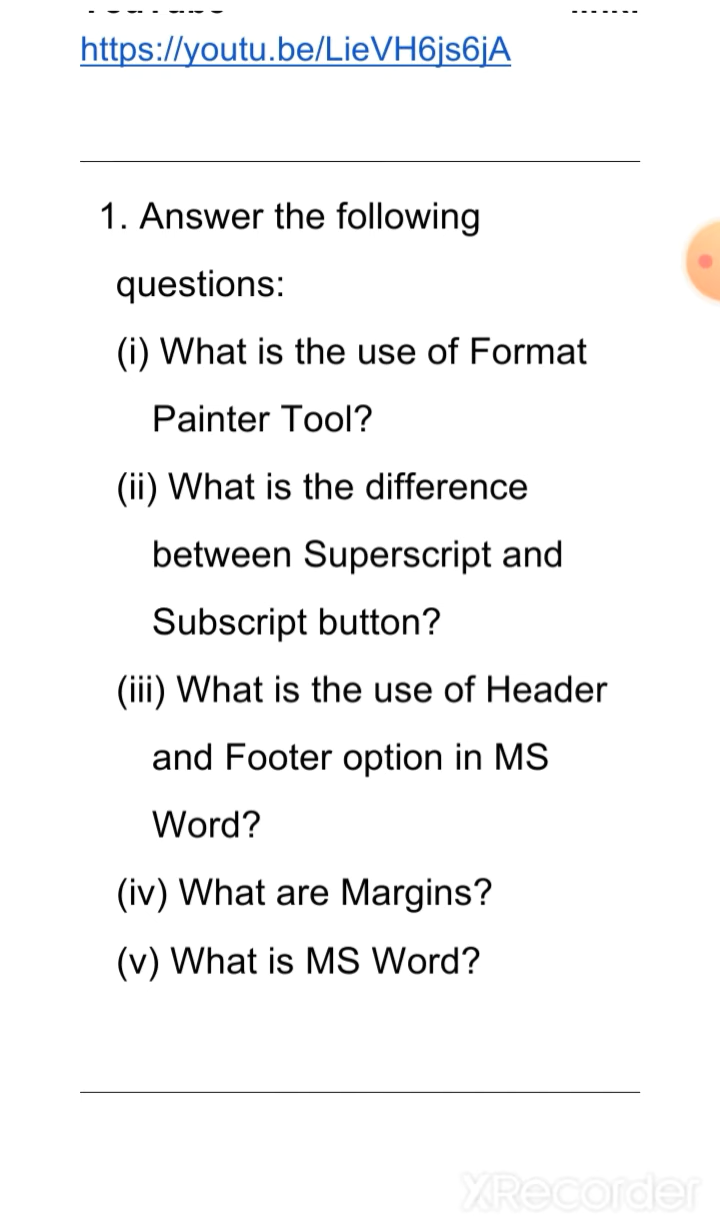 https://youtu.be/LieVH6js6jA
1. Answer the following
questions:
(i) What is the use of Format
Painter Tool?
(ii) What is the difference
between Superscript and
Subscript button?
(iii) What is the use of Header
and Footer option in MS
Word?
(iv) What are Margins?
(v) What is MS Word?
XRecorder